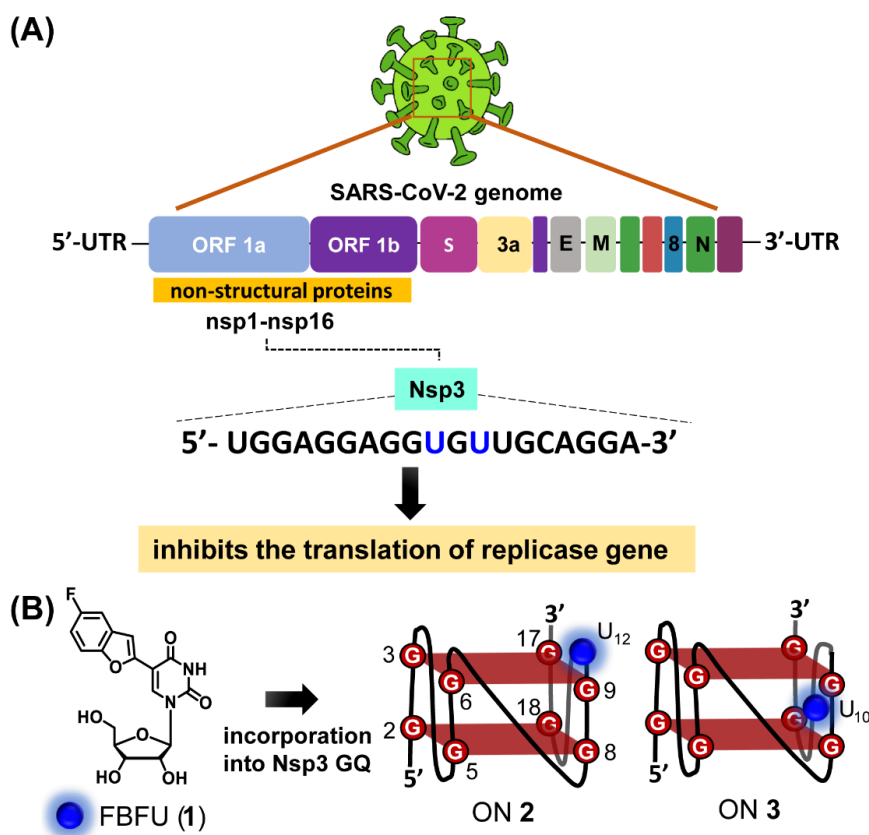 (A)
SARS-CoV-2 genome
5’-UTR ORF 1a ORF 1b S 3a E M 8 N 3’-UTR
non-structural proteins
nsp1-nsp16
Nsp3
5’- UGGAGGAGGUGUUGCAGGA-3’
inhibits the translation of replicase gene
(B)
F
O
O
NH
N
O
HO
O
OH
OH
FBFU (1)
incorporation
into Nsp3 GQ
3’
U12
3 G 17 G
G 6 G 9
18
2 G G
G 5 G 8
5’
ON 2
3’
G G
G G
U10
G G
G G
5’
ON 3